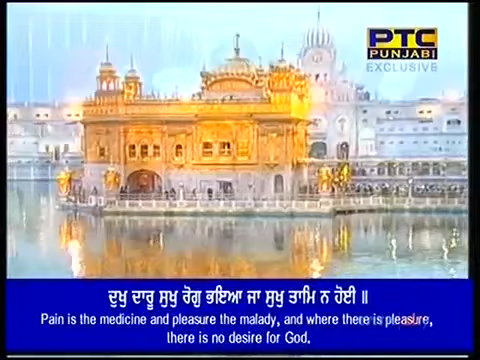 PTC
PUNJABI
EXCLUSIVE
ਦੁਖੁ ਦਾਰੂ ਸੁਖੁ ਰੋਗੁ ਭਇਆ ਜਾ ਸੁਖੁ ਤਾਮਿ ਨ ਹੋਈ ॥
Pain is the medicine and pleasure the malady, and where there is pleasure,
there is no desire for God.